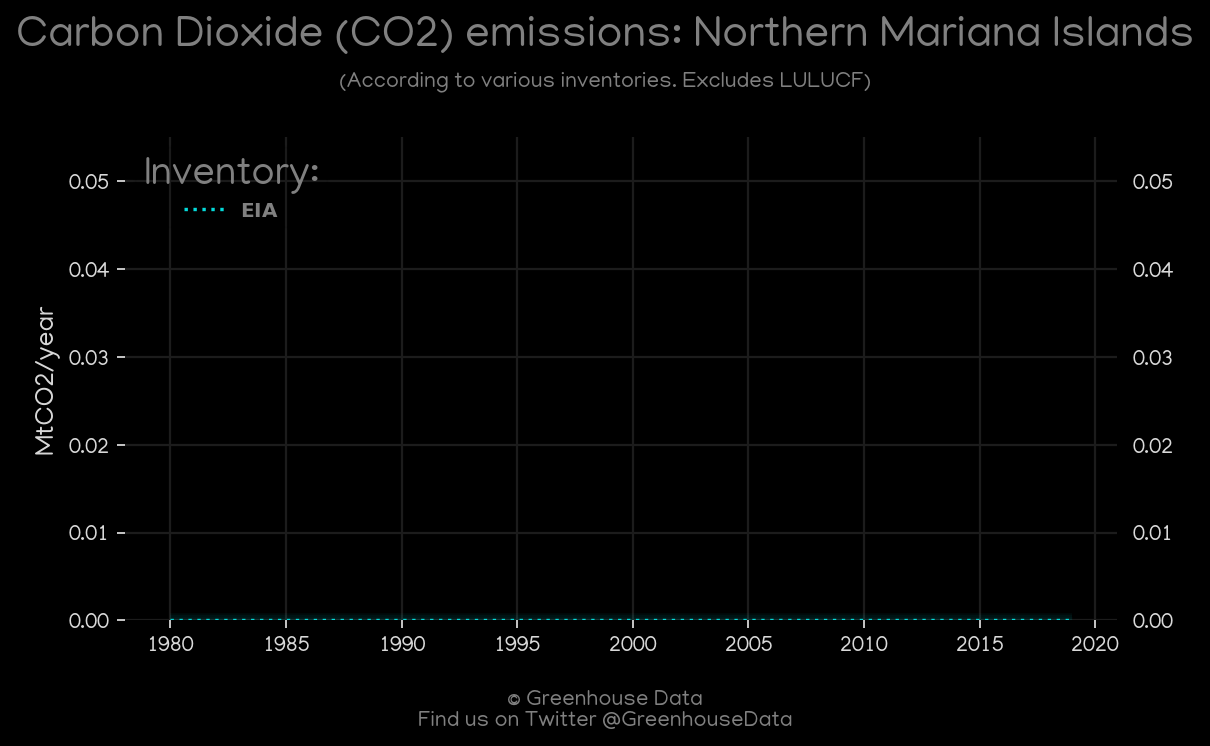 Carbon Dioxide (CO2) emissions: Northern Mariana Islands
(According to various inventories. Excludes LULUCF)
Inventory:
EIA
MtCO2/year
0.05
0.04
0.03
0.02
0.01
0.00
0.05
0.04
0.03
0.02
0.01
0.00
1980 1985 1990 1995 2000 2005 2010 2015 2020
© Greenhouse Data
Find us on Twitter @GreenhouseData